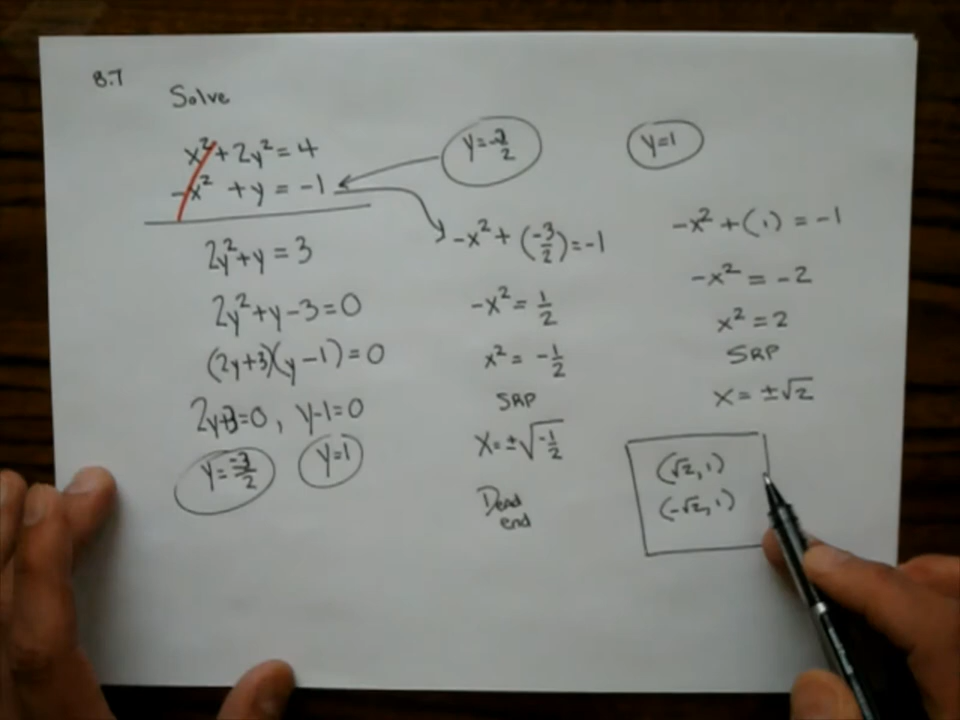 8.7
Solve
x² + 2y² = 4
-x² + y = -1
2y² + y = 3
2y² + y - 3 = 0
(2y+3)(y-1) = 0
2y+3=0, y-1=0
y = -3/2
y=1
y = -3/2
-x² + (-3/2) = -1
-x² = 1/2
x² = -1/2
SRP
x = ±√(-1/2)
Dead
end
y=1
-x² + (1) = -1
-x² = -2
x² = 2
SRP
x = ±√2
(√2, 1)
(-√2, 1)